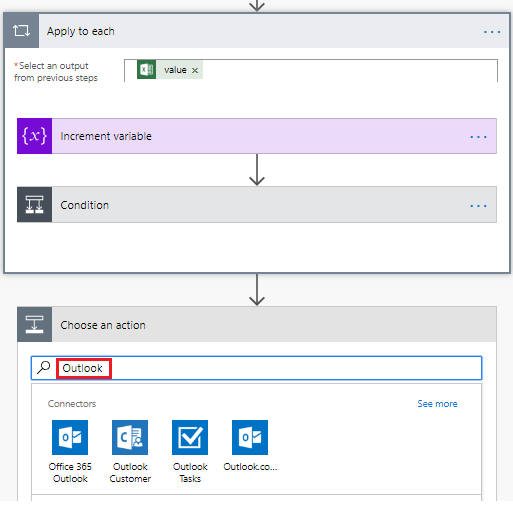 Apply to each
*Select an output
from previous steps
value ×
{x} Increment variable
Condition
Choose an action
Outlook
Connectors
See more
Office 365
Outlook
Outlook
Customer
Outlook
Tasks
Outlook.co...